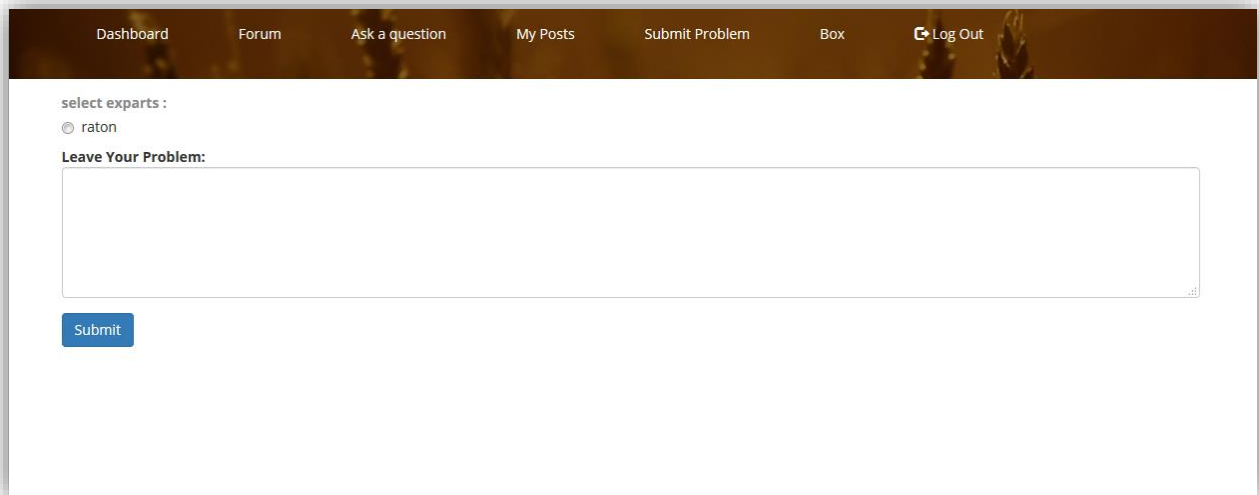 Dashboard Forum Ask a question My Posts Submit Problem Box Log Out
select exparts :
raton
Leave Your Problem:
Submit